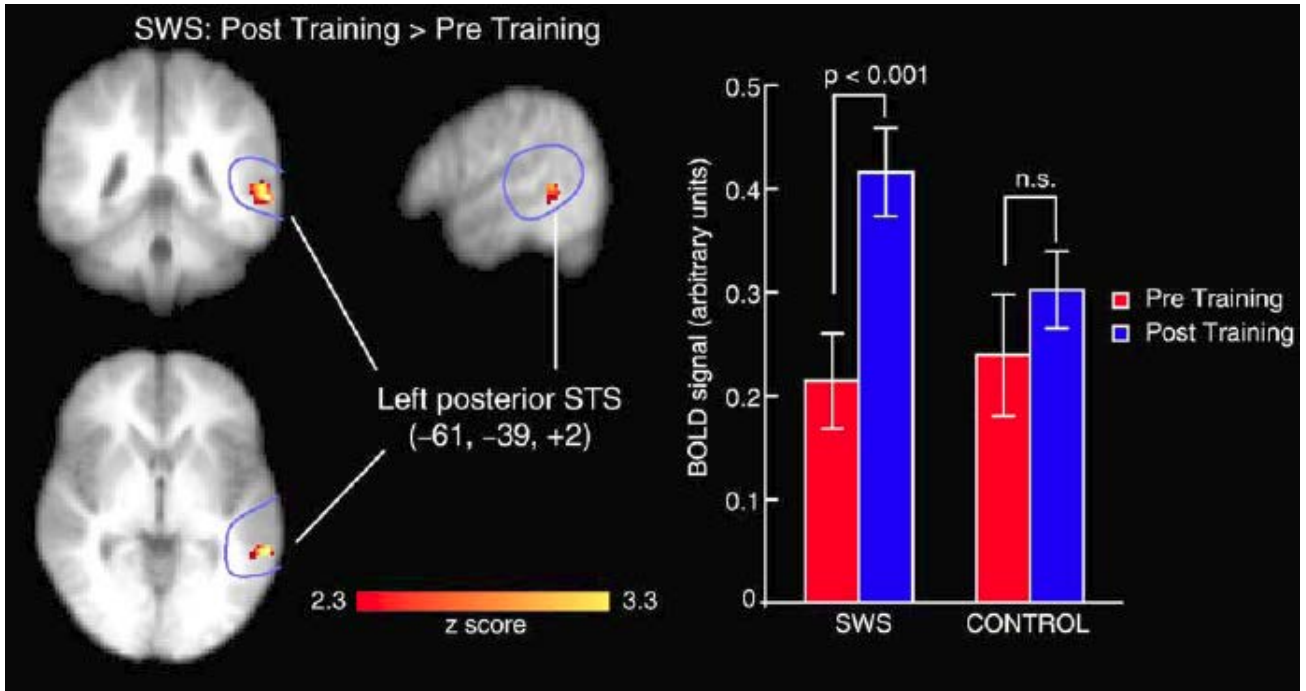 SWS: Post Training > Pre Training
Left posterior STS
(–61, –39, +2)
2.3
3.3
z score
p < 0.001
n.s.
BOLD signal (arbitrary units)
0.5
0.4
0.3
0.2
0.1
0
SWS
CONTROL
Pre Training
Post Training